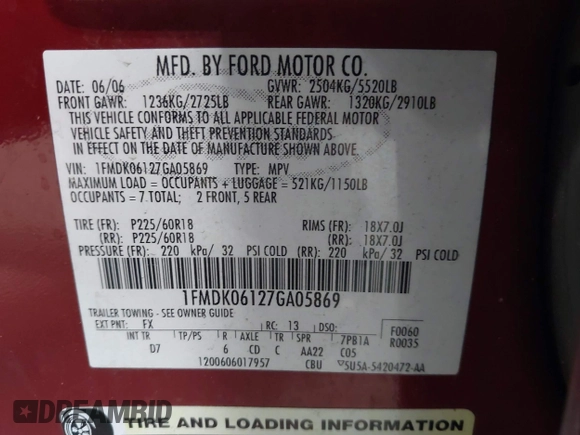 MFD. BY FORD MOTOR CO.
DATE: 06/06 GVWR: 2504KG/5520LB
FRONT GAWR: 1236KG/2725LB REAR GAWR: 1320KG/2910LB
THIS VEHICLE CONFORMS TO ALL APPLICABLE FEDERAL MOTOR
VEHICLE SAFETY AND THEFT PREVENTION STANDARDS
IN EFFECT ON THE DATE OF MANUFACTURE SHOWN ABOVE.
VIN: 1FMDK06127GA05869 TYPE: MPV
MAXIMUM LOAD = OCCUPANTS + LUGGAGE = 521KG/1150LB
OCCUPANTS = 7 TOTAL; 2 FRONT, 5 REAR
TIRE (FR): P225/60R18 RIMS (FR): 18X7.0J
(RR): P225/60R18 (RR): 18X7.0J
PRESSURE (FR): 220 kPa/ 32 PSI COLD (RR): 220 kPa/ 32 PSI COLD
1FMDK06127GA05869
TRAILER TOWING - SEE OWNER GUIDE
EXT PNT: FX RC: 13 DSO: F0060
INT TR TP/PS R AXLE TR SPR 7PB1A R0035
D7 6 CD C AA22 C05
1200606017957 CBU 5U5A-5420472-AA
DREAMBID
TIRE AND LOADING INFORMATION